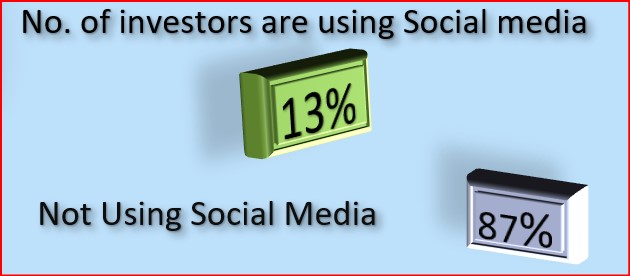 No. of investors are using Social media
13%
Not Using Social Media
87%